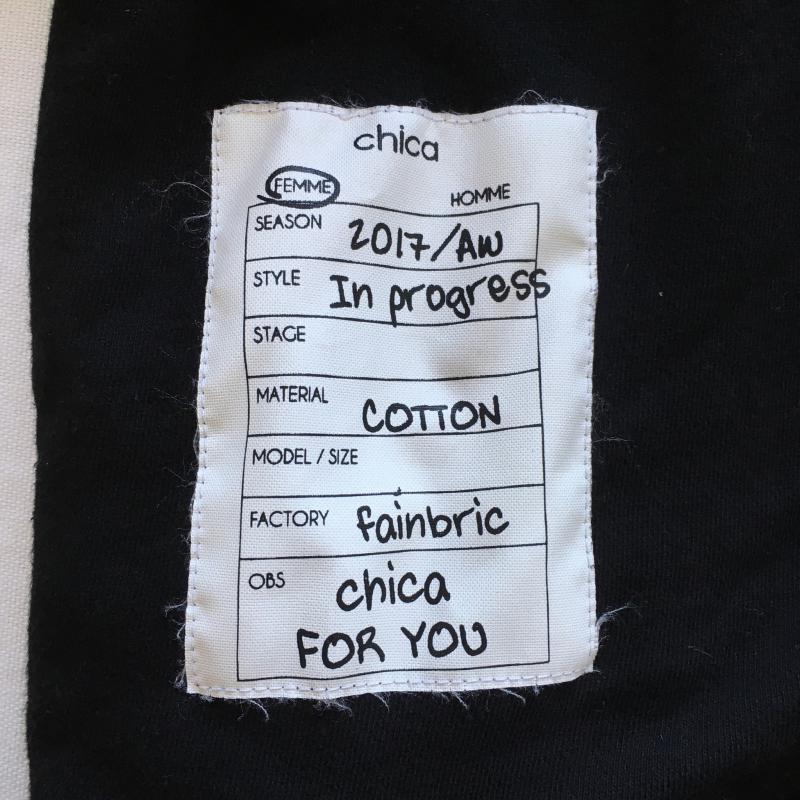 chica
FEMME HOMME
SEASON 2017/AW
STYLE In progress
STAGE
MATERIAL COTTON
MODEL / SIZE
FACTORY fainbric
OBS chica
FOR YOU